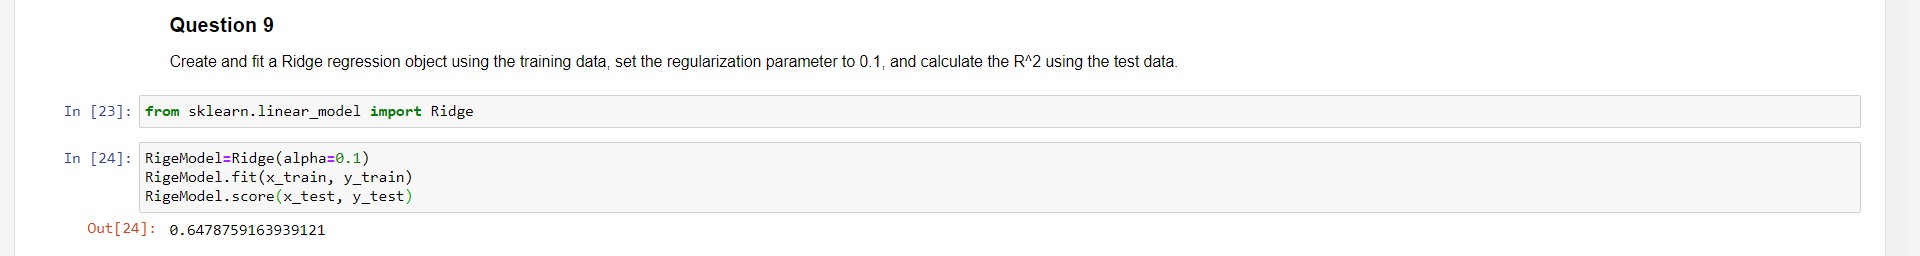 Question 9
Create and fit a Ridge regression object using the training data, set the regularization parameter to 0.1, and calculate the R^2 using the test data.
In [23]: from sklearn.linear_model import Ridge
In [24]: RigeModel=Ridge(alpha=0.1)
RigeModel.fit(x_train, y_train)
RigeModel.score(x_test, y_test)
Out[24]: 0.6478759163939121